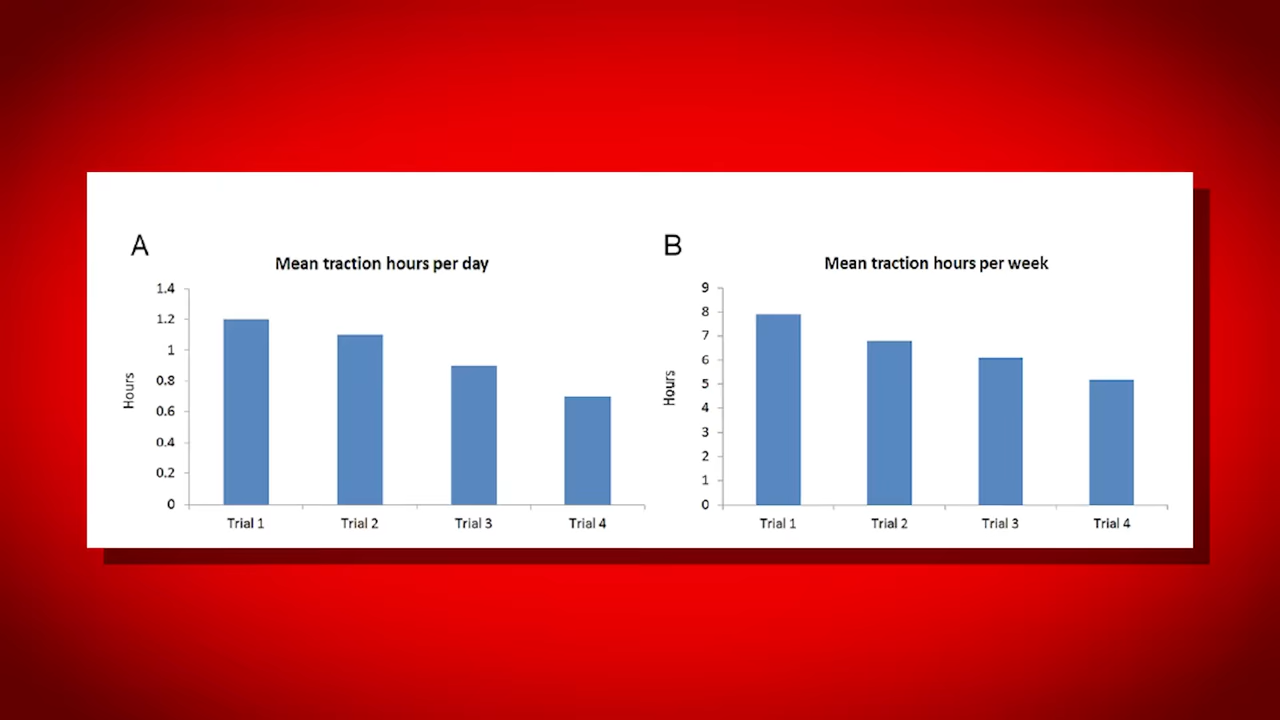 A
Mean traction hours per day
1.4
1.2
1
0.8
0.6
0.4
0.2
0
Hours
Trial 1
Trial 2
Trial 3
Trial 4
B
Mean traction hours per week
9
8
7
6
5
4
3
2
1
0
Hours
Trial 1
Trial 2
Trial 3
Trial 4